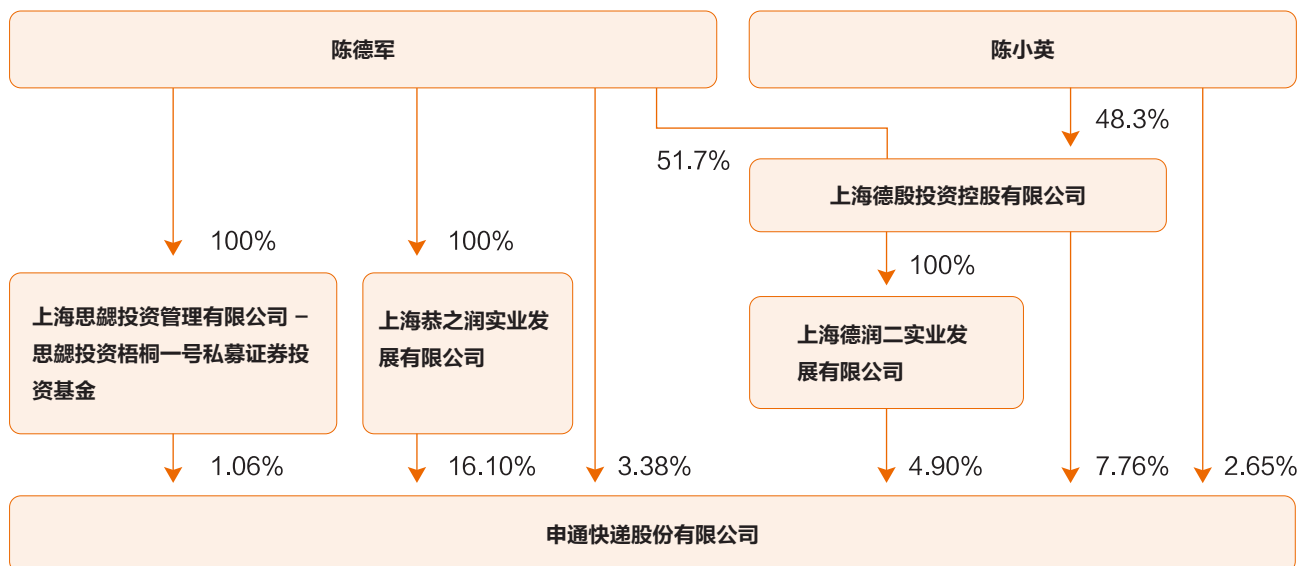 陈德军
陈小英
48.3%
51.7%
上海德殷投资控股有限公司
100%
100%
100%
上海思勰投资管理有限公司 –
思勰投资梧桐一号私募证券投
资基金
上海恭之润实业发
展有限公司
上海德润二实业发
展有限公司
1.06%
16.10%
3.38%
4.90%
7.76%
2.65%
申通快递股份有限公司